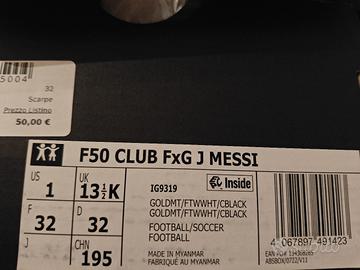 5004
32
Scarpe
Prezzo Listino
50,00 €
F50 CLUB FxG J MESSI
US
1
UK
13½K
F
32
D
32
J
CHN
195
IG9319
Inside
GOLDMT/FTWWHT/CBLACK
GOLDMT/FTWWHT/CBLACK
FOOTBALL/SOCCER
FOOTBALL
MADE IN MYANMAR
FABRIQUÉ AU MYANMAR
4 067897 491423